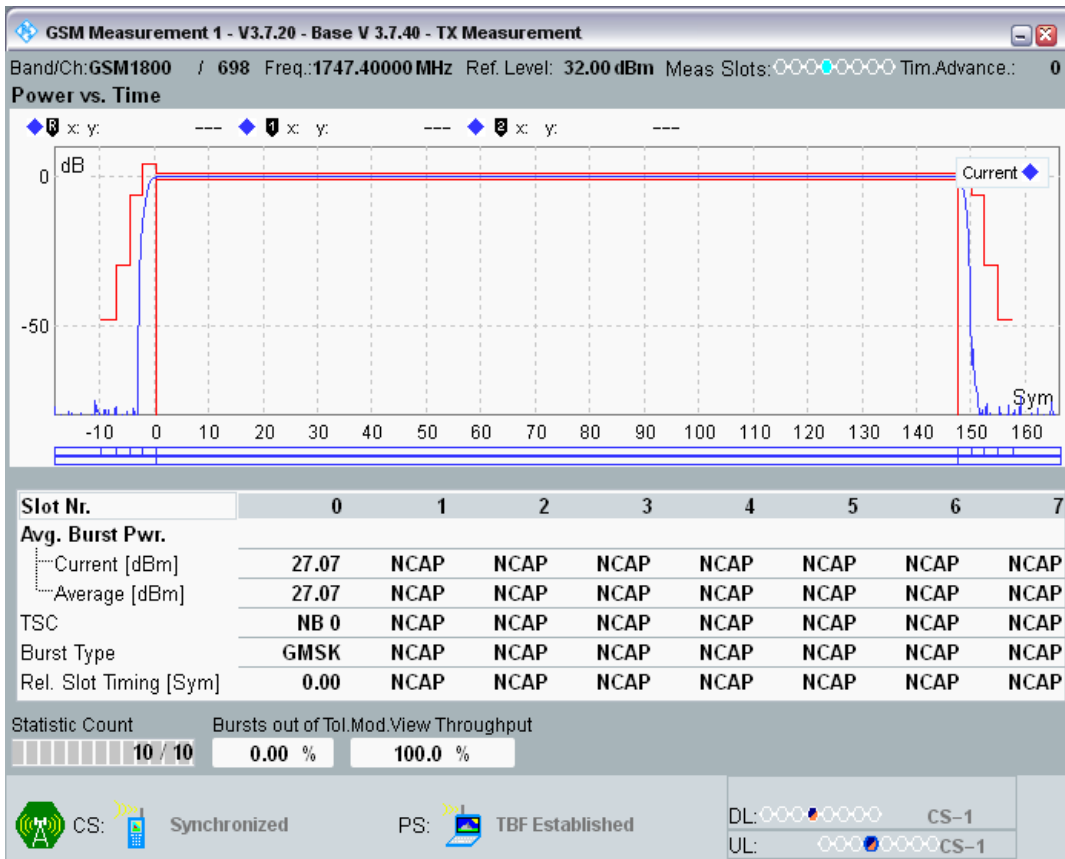 GSM Measurement 1 - V3.7.20 - Base V 3.7.40 - TX Measurement
Band/Ch:GSM1800 / 698 Freq.:1747.40000 MHz Ref. Level: 32.00 dBm Meas Slots: Tim.Advance.: 0
Power vs. Time
R x: y: --- 1 x: y: --- 2 x: y: ---
dB
Current
0
-50
Sym
-10 0 10 20 30 40 50 60 70 80 90 100 110 120 130 140 150 160
Slot Nr. 0 1 2 3 4 5 6 7
Avg. Burst Pwr.
Current [dBm] 27.07 NCAP NCAP NCAP NCAP NCAP NCAP NCAP
Average [dBm] 27.07 NCAP NCAP NCAP NCAP NCAP NCAP NCAP
TSC NB 0 NCAP NCAP NCAP NCAP NCAP NCAP NCAP
Burst Type GMSK NCAP NCAP NCAP NCAP NCAP NCAP NCAP
Rel. Slot Timing [Sym] 0.00 NCAP NCAP NCAP NCAP NCAP NCAP NCAP
Statistic Count Bursts out of Tol.Mod.View Throughput
10 / 10 0.00 % 100.0 %
CS: Synchronized PS: TBF Established
DL: CS-1
UL: CS-1